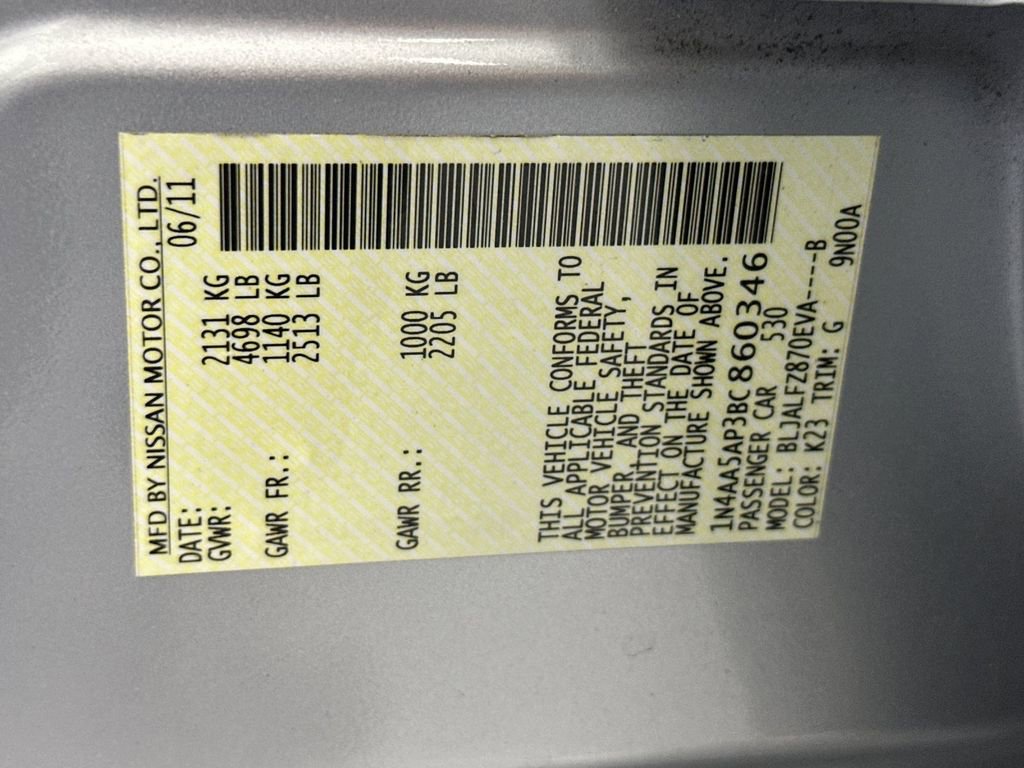 MFD BY NISSAN MOTOR CO., LTD.
DATE: 06/11
GVWR: 2131 KG
4698 LB
GAWR FR.: 1140 KG
2513 LB
GAWR RR.: 1000 KG
2205 LB
THIS VEHICLE CONFORMS TO
ALL APPLICABLE FEDERAL
MOTOR VEHICLE SAFETY,
BUMPER, AND THEFT
PREVENTION STANDARDS IN
EFFECT ON THE DATE OF
MANUFACTURE SHOWN ABOVE.
1N4AA5AP3BC860346
PASSENGER CAR 530
MODEL: BLJALFZ870EVA----B
COLOR: K23 TRIM: G 9N00A